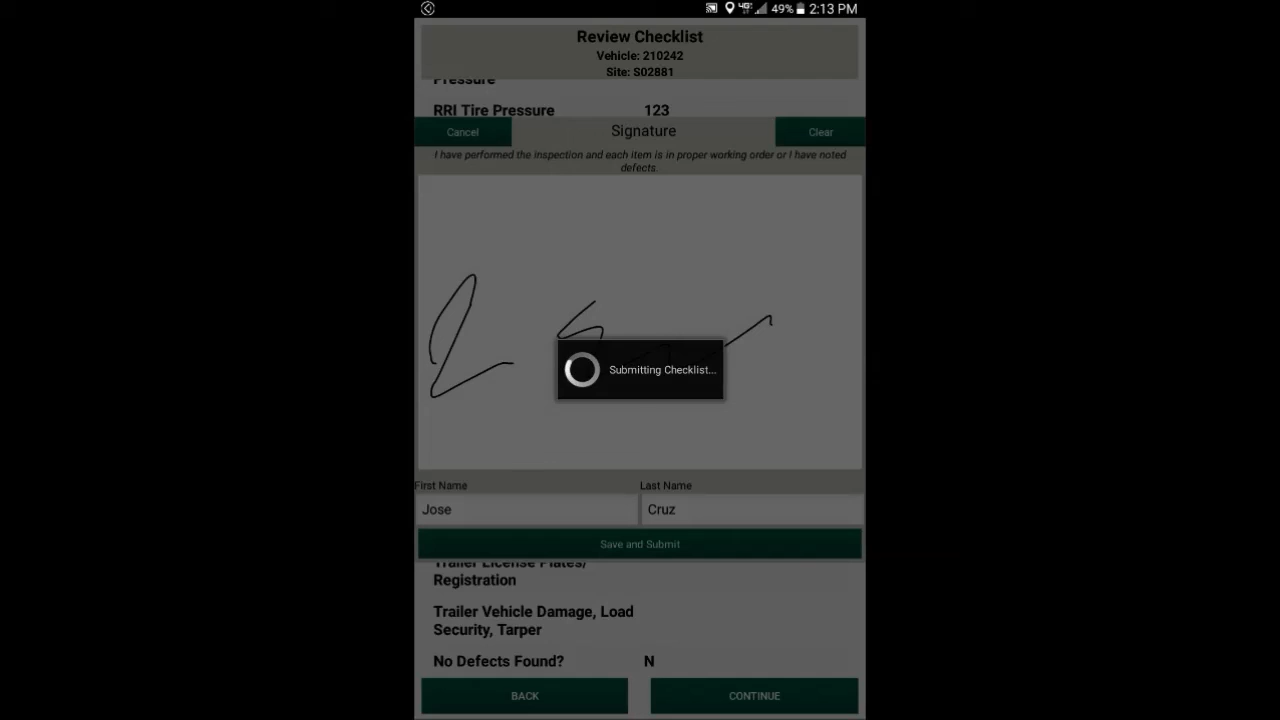 4G 49% 2:13 PM
Review Checklist
Vehicle: 210242
Site: S02881
Pressure
RRI Tire Pressure 123
Cancel Signature Clear
I have performed the inspection and each item is in proper working order or I have noted
defects.
Submitting Checklist...
First Name Last Name
Jose Cruz
Save and Submit
Trailer License Plates/
Registration
Trailer Vehicle Damage, Load
Security, Tarper
No Defects Found? N
BACK CONTINUE